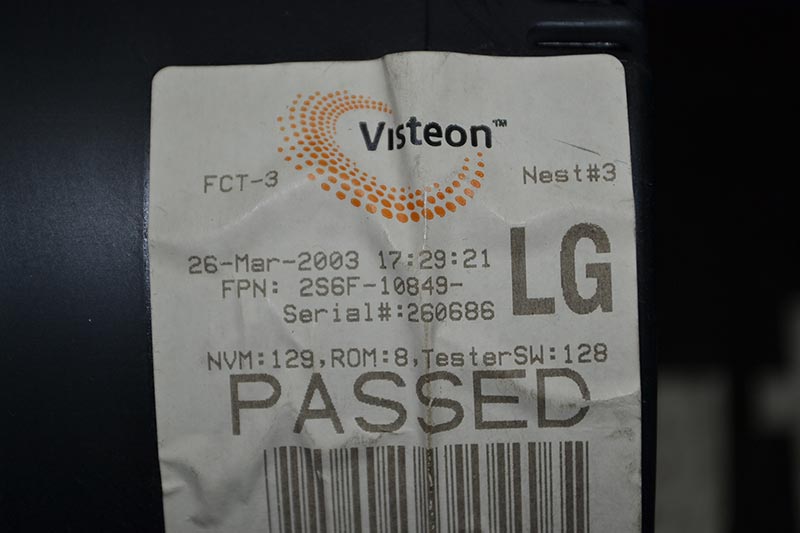 Visteon™
FCT-3
Nest#3
26-Mar-2003 17:29:21
FPN: 2S6F-10849-
LG
Serial#:260686
NVM:129,ROM:8,TesterSW:128
PASSED